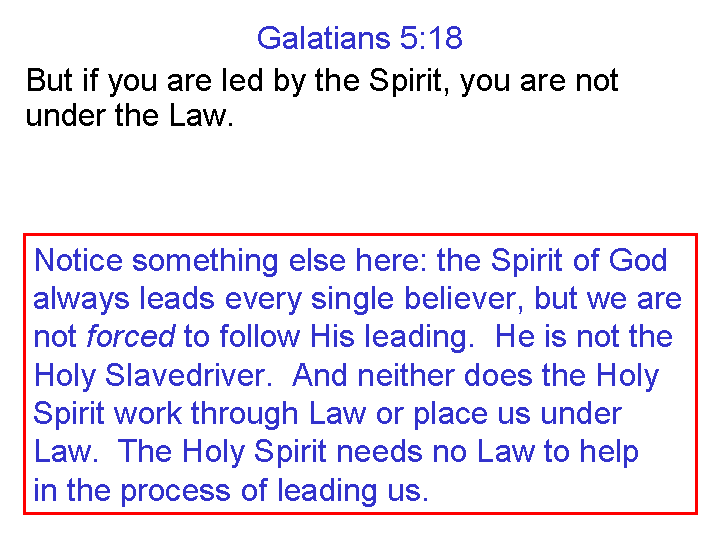 Galatians 5:18
But if you are led by the Spirit, you are not
under the Law.
Notice something else here: the Spirit of God
always leads every single believer, but we are
not forced to follow His leading.  He is not the
Holy Slavedriver.  And neither does the Holy
Spirit work through Law or place us under
Law.  The Holy Spirit needs no Law to help
in the process of leading us.